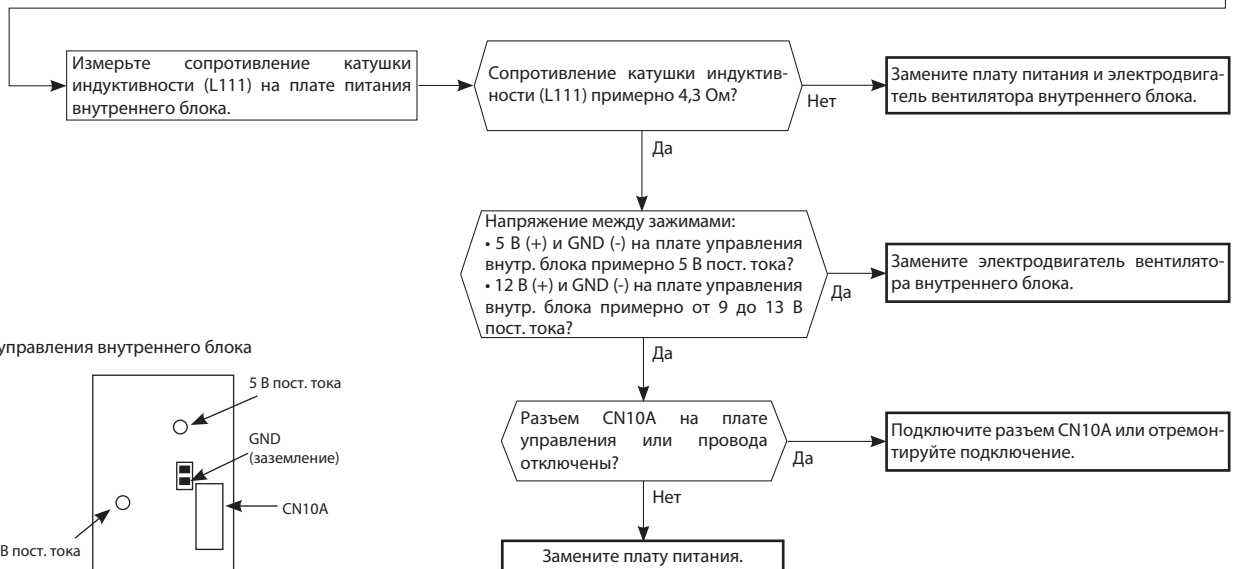 Измерьте сопротивление катушки
индуктивности (L111) на плате питания
внутреннего блока.
Сопротивление катушки индуктив-
ности (L111) примерно 4,3 Ом?
Нет
Замените плату питания и электродвига-
тель вентилятора внутреннего блока.
Да
Напряжение между зажимами:
• 5 В (+) и GND (-) на плате управления
внутр. блока примерно 5 В пост. тока?
• 12 В (+) и GND (-) на плате управления
внутр. блока примерно от 9 до 13 В
пост. тока?
Да
Замените электродвигатель вентилято-
ра внутреннего блока.
Да
управления внутреннего блока
5 В пост. тока
GND
(заземление)
CN10A
В пост. тока
Разъем CN10A на плате
управления или провода
отключены?
Да
Подключите разъем CN10A или отремон-
тируйте подключение.
Нет
Замените плату питания.